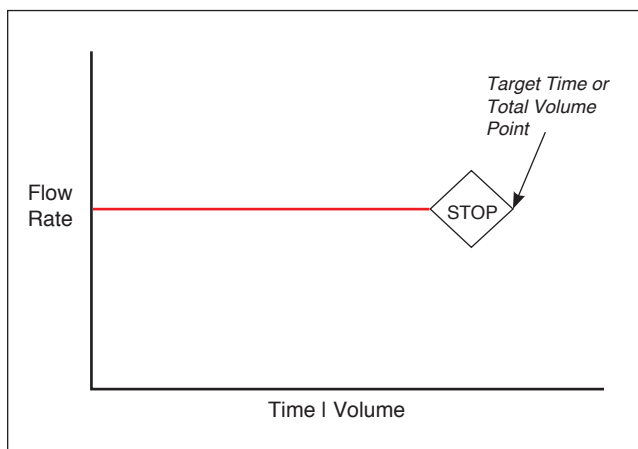 Target Time or
Total Volume
Point
Flow
Rate
STOP
Time | Volume